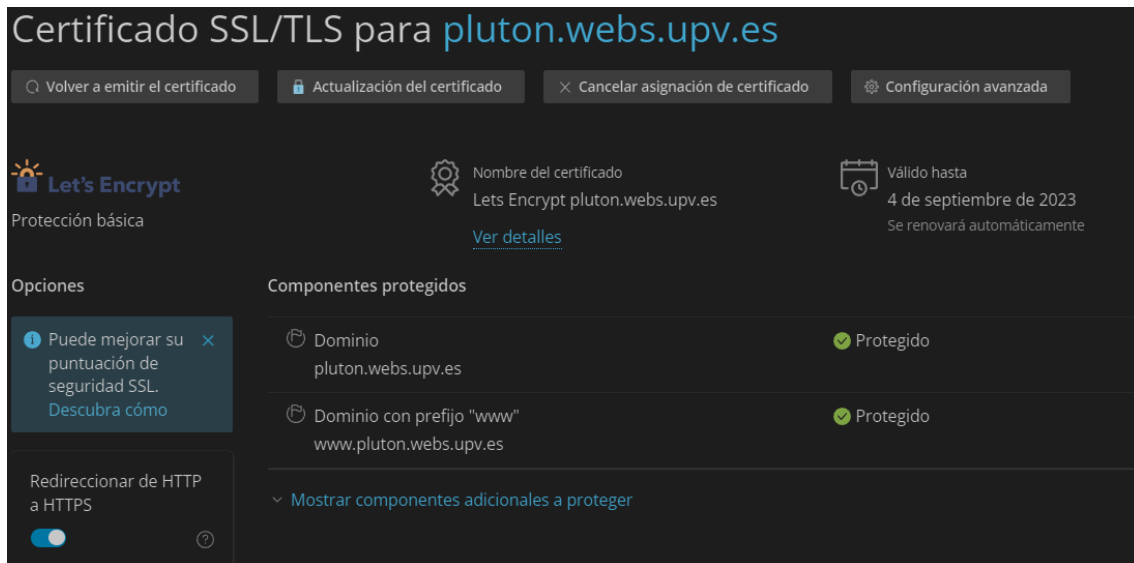 Certificado SSL/TLS para pluton.webs.upv.es
Volver a emitir el certificado
Actualización del certificado
Cancelar asignación de certificado
Configuración avanzada
Let's Encrypt
Protección básica
Nombre del certificado
Lets Encrypt pluton.webs.upv.es
Ver detalles
Válido hasta
4 de septiembre de 2023
Se renovará automáticamente
Opciones
Puede mejorar su
puntuación de
seguridad SSL.
Descubra cómo
Redireccionar de HTTP
a HTTPS
Componentes protegidos
Dominio
pluton.webs.upv.es
Protegido
Dominio con prefijo "www"
www.pluton.webs.upv.es
Protegido
Mostrar componentes adicionales a proteger